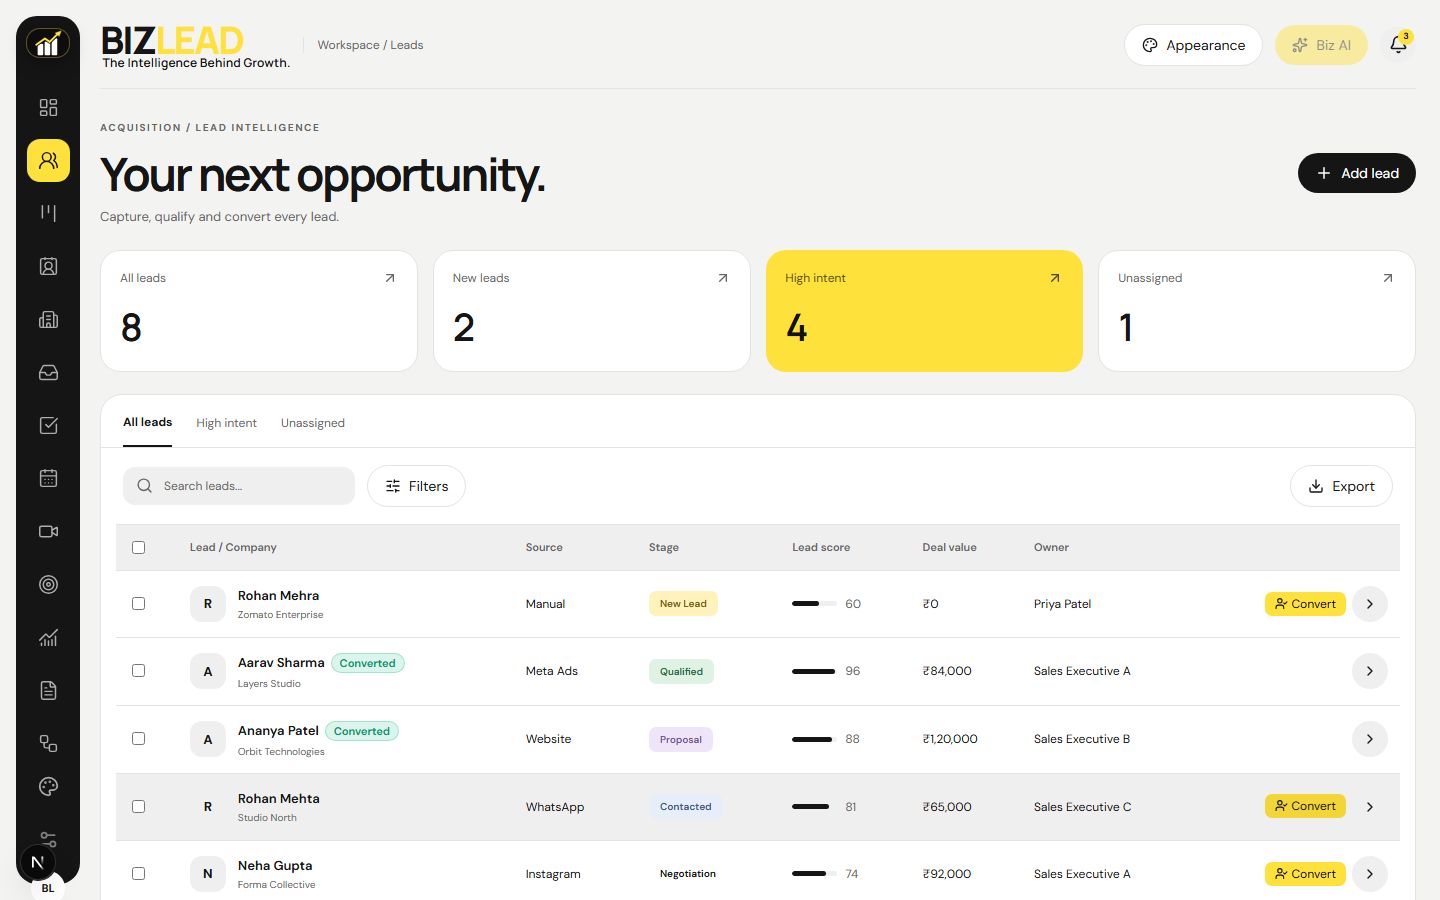 BIZLEAD
The Intelligence Behind Growth.
Workspace / Leads
Appearance
Biz AI
3
ACQUISITION / LEAD INTELLIGENCE
Your next opportunity.
Capture, qualify and convert every lead.
Add lead
All leads
8
New leads
2
High intent
4
Unassigned
1
All leads High intent Unassigned
Search leads...
Filters
Export
Lead / Company Source Stage Lead score Deal value Owner
R Rohan Mehra Manual New Lead 60 ₹0 Priya Patel Convert
Zomato Enterprise
A Aarav Sharma Converted Meta Ads Qualified 96 ₹84,000 Sales Executive A
Layers Studio
A Ananya Patel Converted Website Proposal 88 ₹1,20,000 Sales Executive B
Orbit Technologies
R Rohan Mehta WhatsApp Contacted 81 ₹65,000 Sales Executive C Convert
Studio North
N Neha Gupta Instagram Negotiation 74 ₹92,000 Sales Executive A Convert
Forma Collective
N
BL